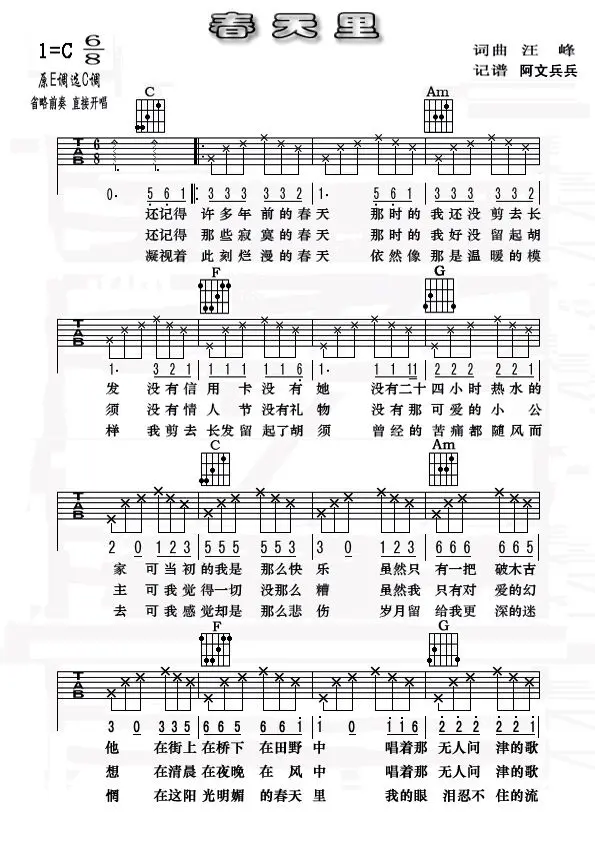 春天里
1=C 6/8
词曲 汪 峰
原E调选C调
记谱 阿文兵兵
省略前奏 直接开唱
C Am
T A B 6 8
0· 5 6 1 3 3 3 3 3 2 1· 5 6 1 3 3 3 3 3 2
还记得 许多年 前的春天 那时的 我还没 剪去长
还记得 那些寂 寞的春天 那时的 我好没 留起胡
凝视着 此刻烂 漫的春天 依然像 那是温 暖的模
F G
T A B
1· 3 2 1 1 1 1 1 1 6 1· 1 1 11 2 2 2 2 2 1
发 没有信 用 卡 没 有 她 没有二十 四小时 热水的
须 没有情 人 节 没有礼 物 没有那 可爱的 小 公
样 我剪去 长发留 起了胡 须 曾经的 苦痛都 随风而
C Am
T A B
2 0 1 2 3 5 5 5 5 5 3 3 0 1 2 3 6 6 6 6 6 5
家 可当初 的我是 那么快 乐 虽然只 有一把 破木吉
主 可我觉 得一切 没那么 糟 虽然我 只有对 爱的幻
去 可我感 觉却是 那么悲 伤 岁月留 给我更 深的迷
F G
T A B
3 0 3 3 5 6 6 5 6 6 1 1 0 1 1 6 2 2 2 2 2 1
他 在街上 在桥下 在田野 中 唱着那 无人问 津的歌
想 在清晨 在夜晚 在 风 中 唱着那 无人问 津的歌
惘 在这阳 光明媚 的春天 里 我的眼 泪忍不 住的流